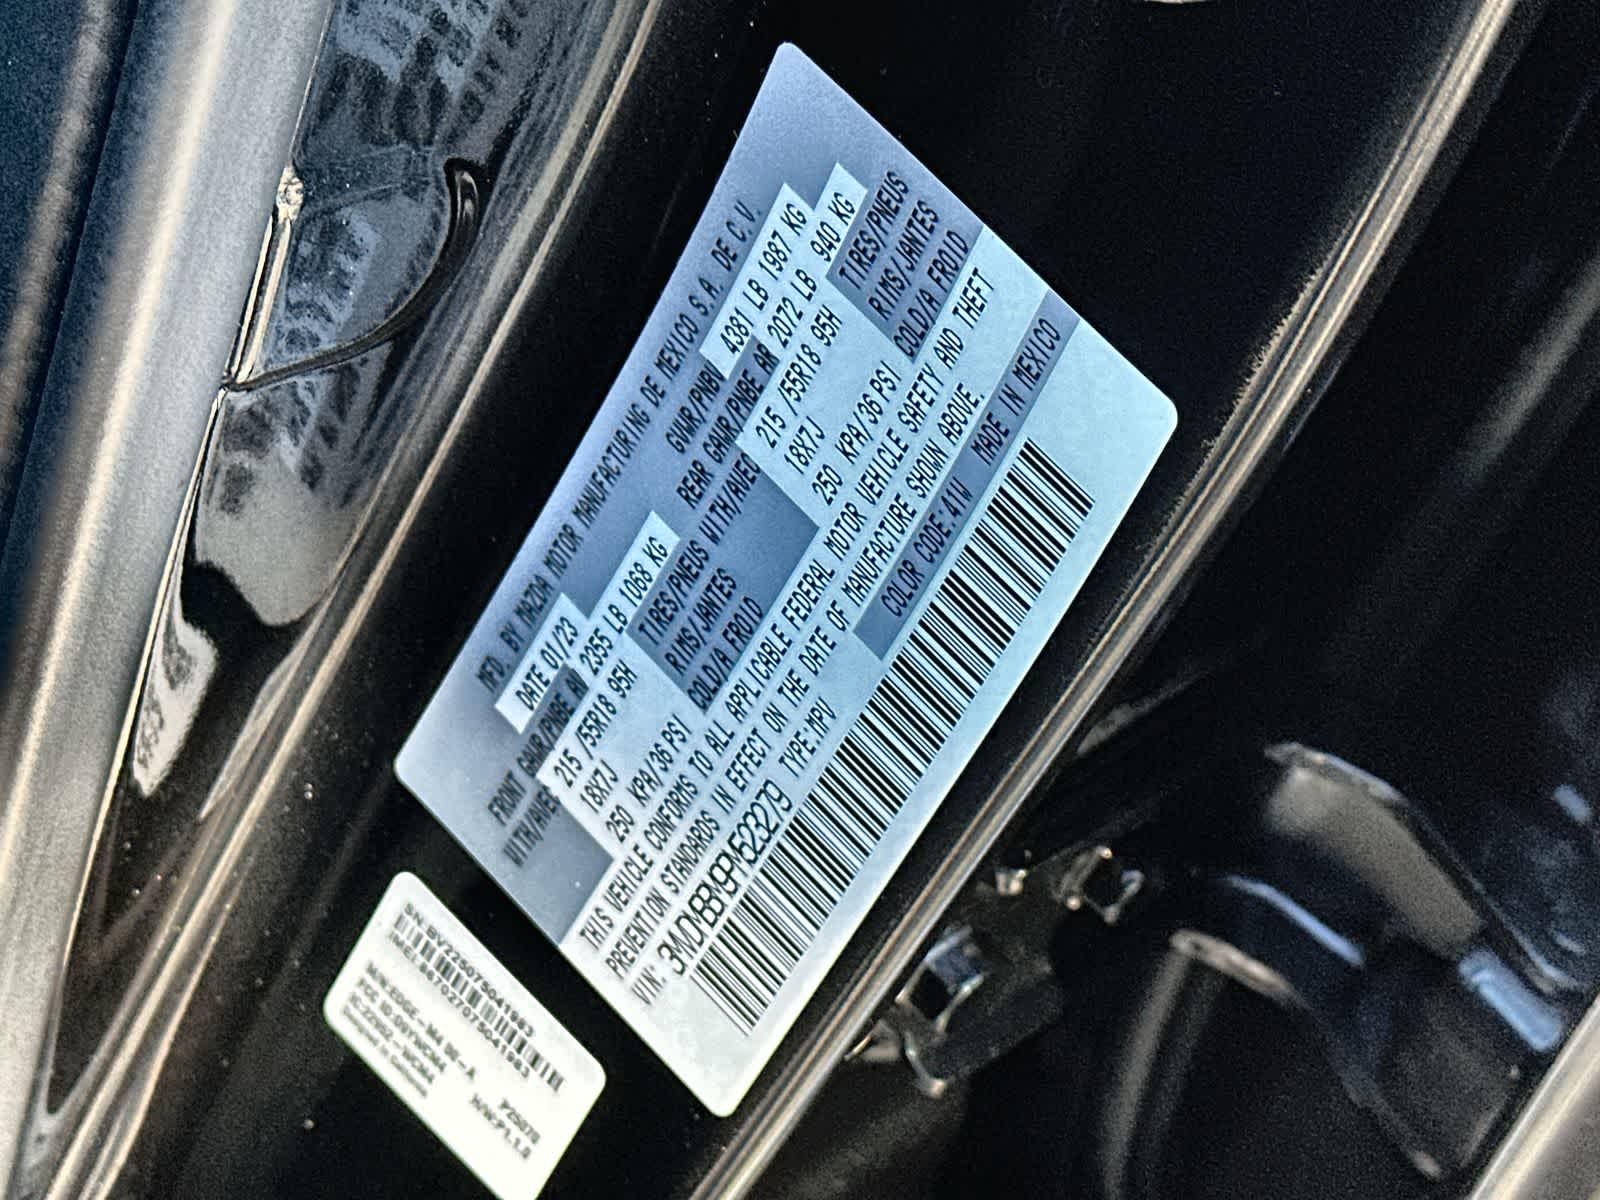 MFD. BY MAZDA MOTOR MANUFACTURING DE MEXICO S.A. DE C.V.
DATE 01/23 GVWR/PNBV 4381 LB 1987 KG
FRONT GAWR/PNBE AV 2355 LB 1068 KG REAR GAWR/PNBE AR 2072 LB 940 KG
WITH/AVEC 215 /55R18 95H TIRES/PNEUS WITH/AVEC 215 /55R18 95H TIRES/PNEUS
18X7J RIMS/JANTES 18X7J RIMS/JANTES
250 KPA/36 PSI COLD/A FROID 250 KPA/36 PSI COLD/A FROID
THIS VEHICLE CONFORMS TO ALL APPLICABLE FEDERAL MOTOR VEHICLE SAFETY AND THEFT
PREVENTION STANDARDS IN EFFECT ON THE DATE OF MANUFACTURE SHOWN ABOVE.
VIN: 3MVDMBBM9PM523279 TYPE:MPV COLOR CODE:41W MADE IN MEXICO
SN:BV225075041963